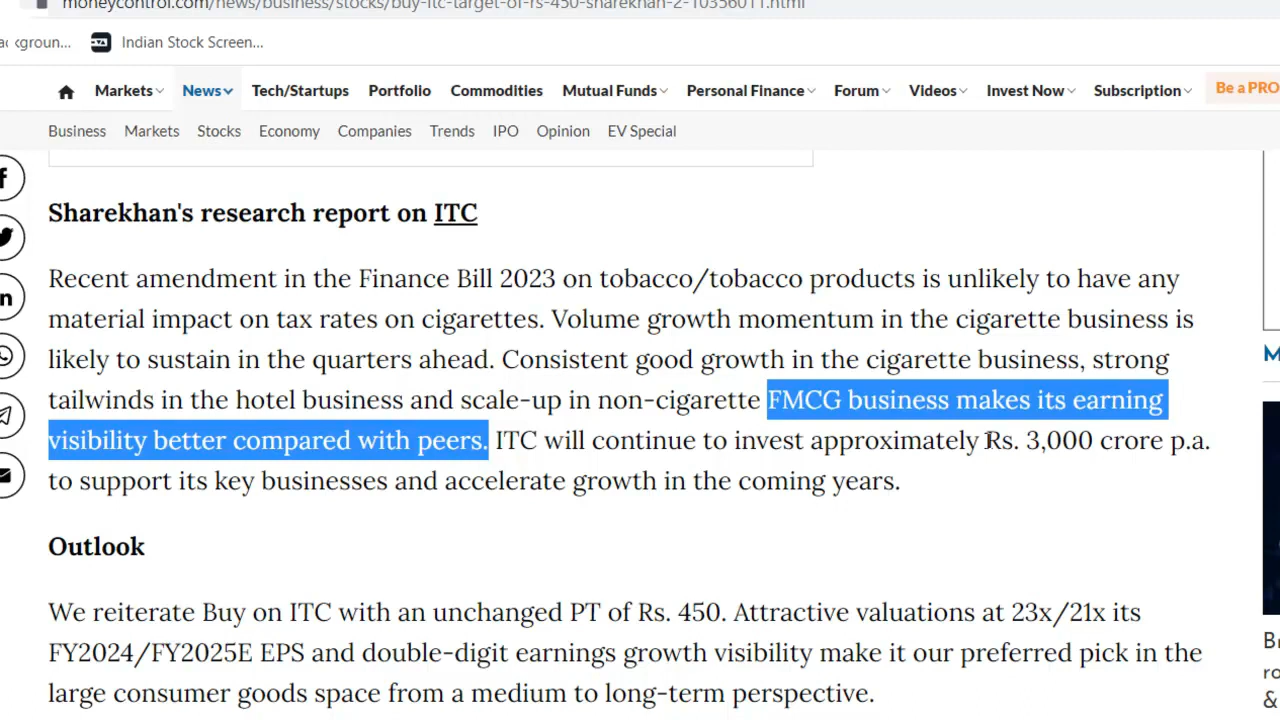 moneycontrol.com/news/business/stocks/buy-itc-target-of-rs-450-sharekhan-2-10356011.html
kgroun... Indian Stock Screen...
Markets News Tech/Startups Portfolio Commodities Mutual Funds Personal Finance Forum Videos Invest Now Subscription Be a PRO
Business Markets Stocks Economy Companies Trends IPO Opinion EV Special
Sharekhan's research report on ITC
Recent amendment in the Finance Bill 2023 on tobacco/tobacco products is unlikely to have any
material impact on tax rates on cigarettes. Volume growth momentum in the cigarette business is
likely to sustain in the quarters ahead. Consistent good growth in the cigarette business, strong
tailwinds in the hotel business and scale-up in non-cigarette FMCG business makes its earning
visibility better compared with peers. ITC will continue to invest approximately Rs. 3,000 crore p.a.
to support its key businesses and accelerate growth in the coming years.
Outlook
We reiterate Buy on ITC with an unchanged PT of Rs. 450. Attractive valuations at 23x/21x its
FY2024/FY2025E EPS and double-digit earnings growth visibility make it our preferred pick in the
large consumer goods space from a medium to long-term perspective.